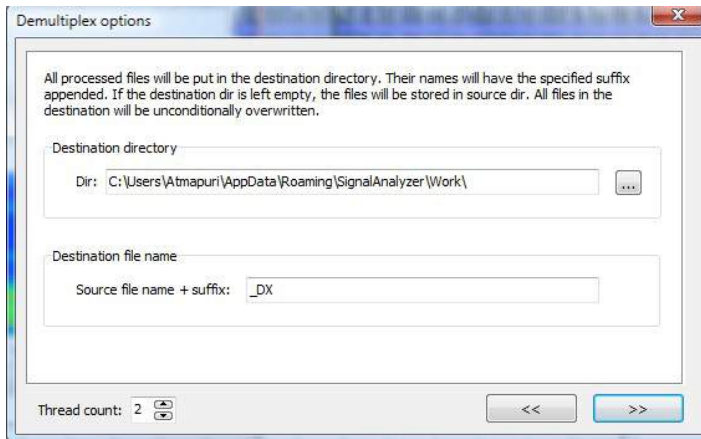 Demultiplex options
X
All processed files will be put in the destination directory. Their names will have the specified suffix
appended. If the destination dir is left empty, the files will be stored in source dir. All files in the
destination will be unconditionally overwritten.
Destination directory
Dir: C:\Users\Atmapuri\AppData\Roaming\SignalAnalyzer\Work\ ...
Destination file name
Source file name + suffix: _DX
Thread count: 2 << >>